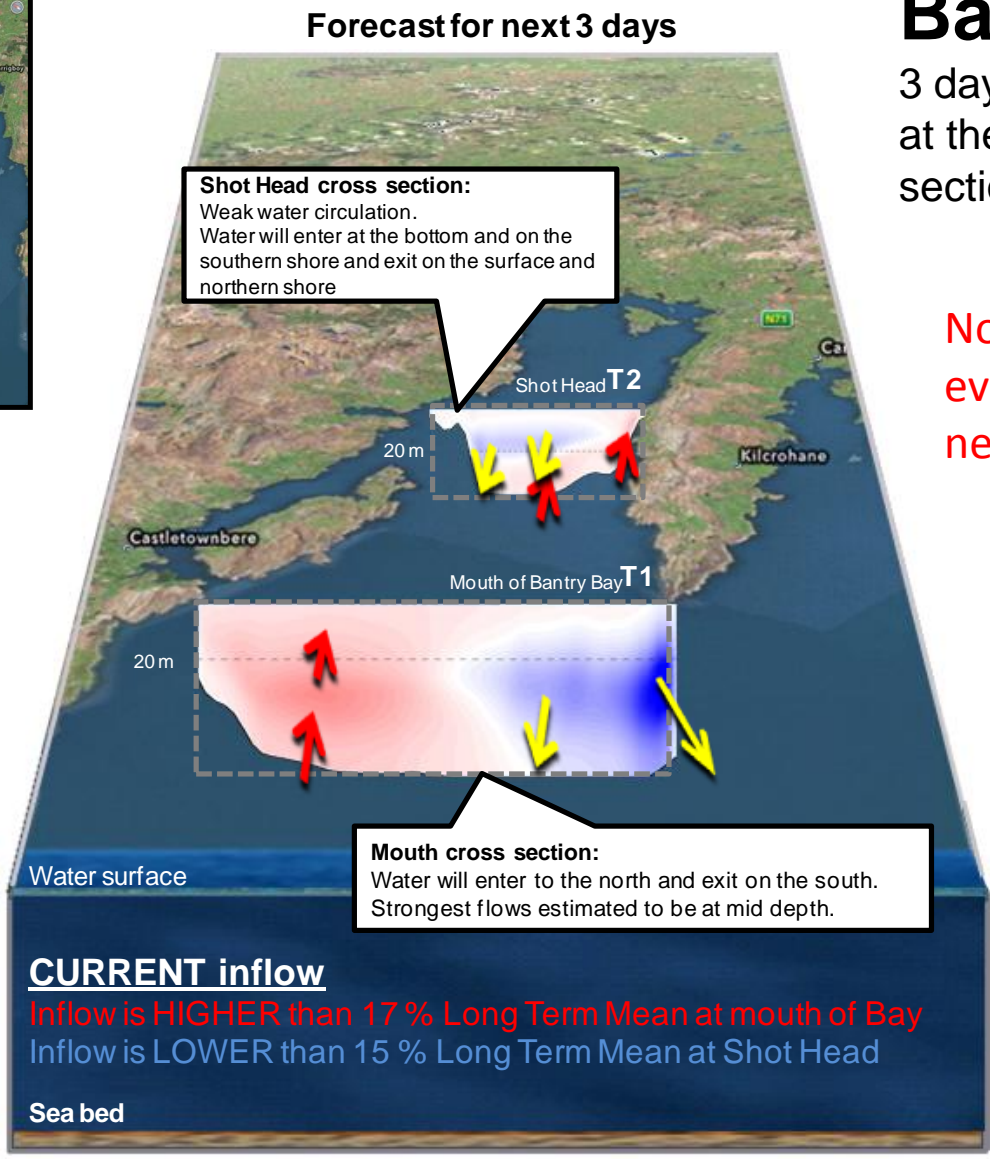 Forecast for next 3 days
Ba
3 day
at the
sectio
Shot Head cross section:
Weak water circulation.
Water will enter at the bottom and on the
southern shore and exit on the surface and
northern shore
N71
No
ev
ne
Shot Head T2
20 m
Kilcrohane
Castletownbere
Mouth of Bantry Bay T1
20 m
Mouth cross section:
Water will enter to the north and exit on the south.
Strongest flows estimated to be at mid depth.
Water surface
CURRENT inflow
Inflow is HIGHER than 17 % Long Term Mean at mouth of Bay
Inflow is LOWER than 15 % Long Term Mean at Shot Head
Sea bed